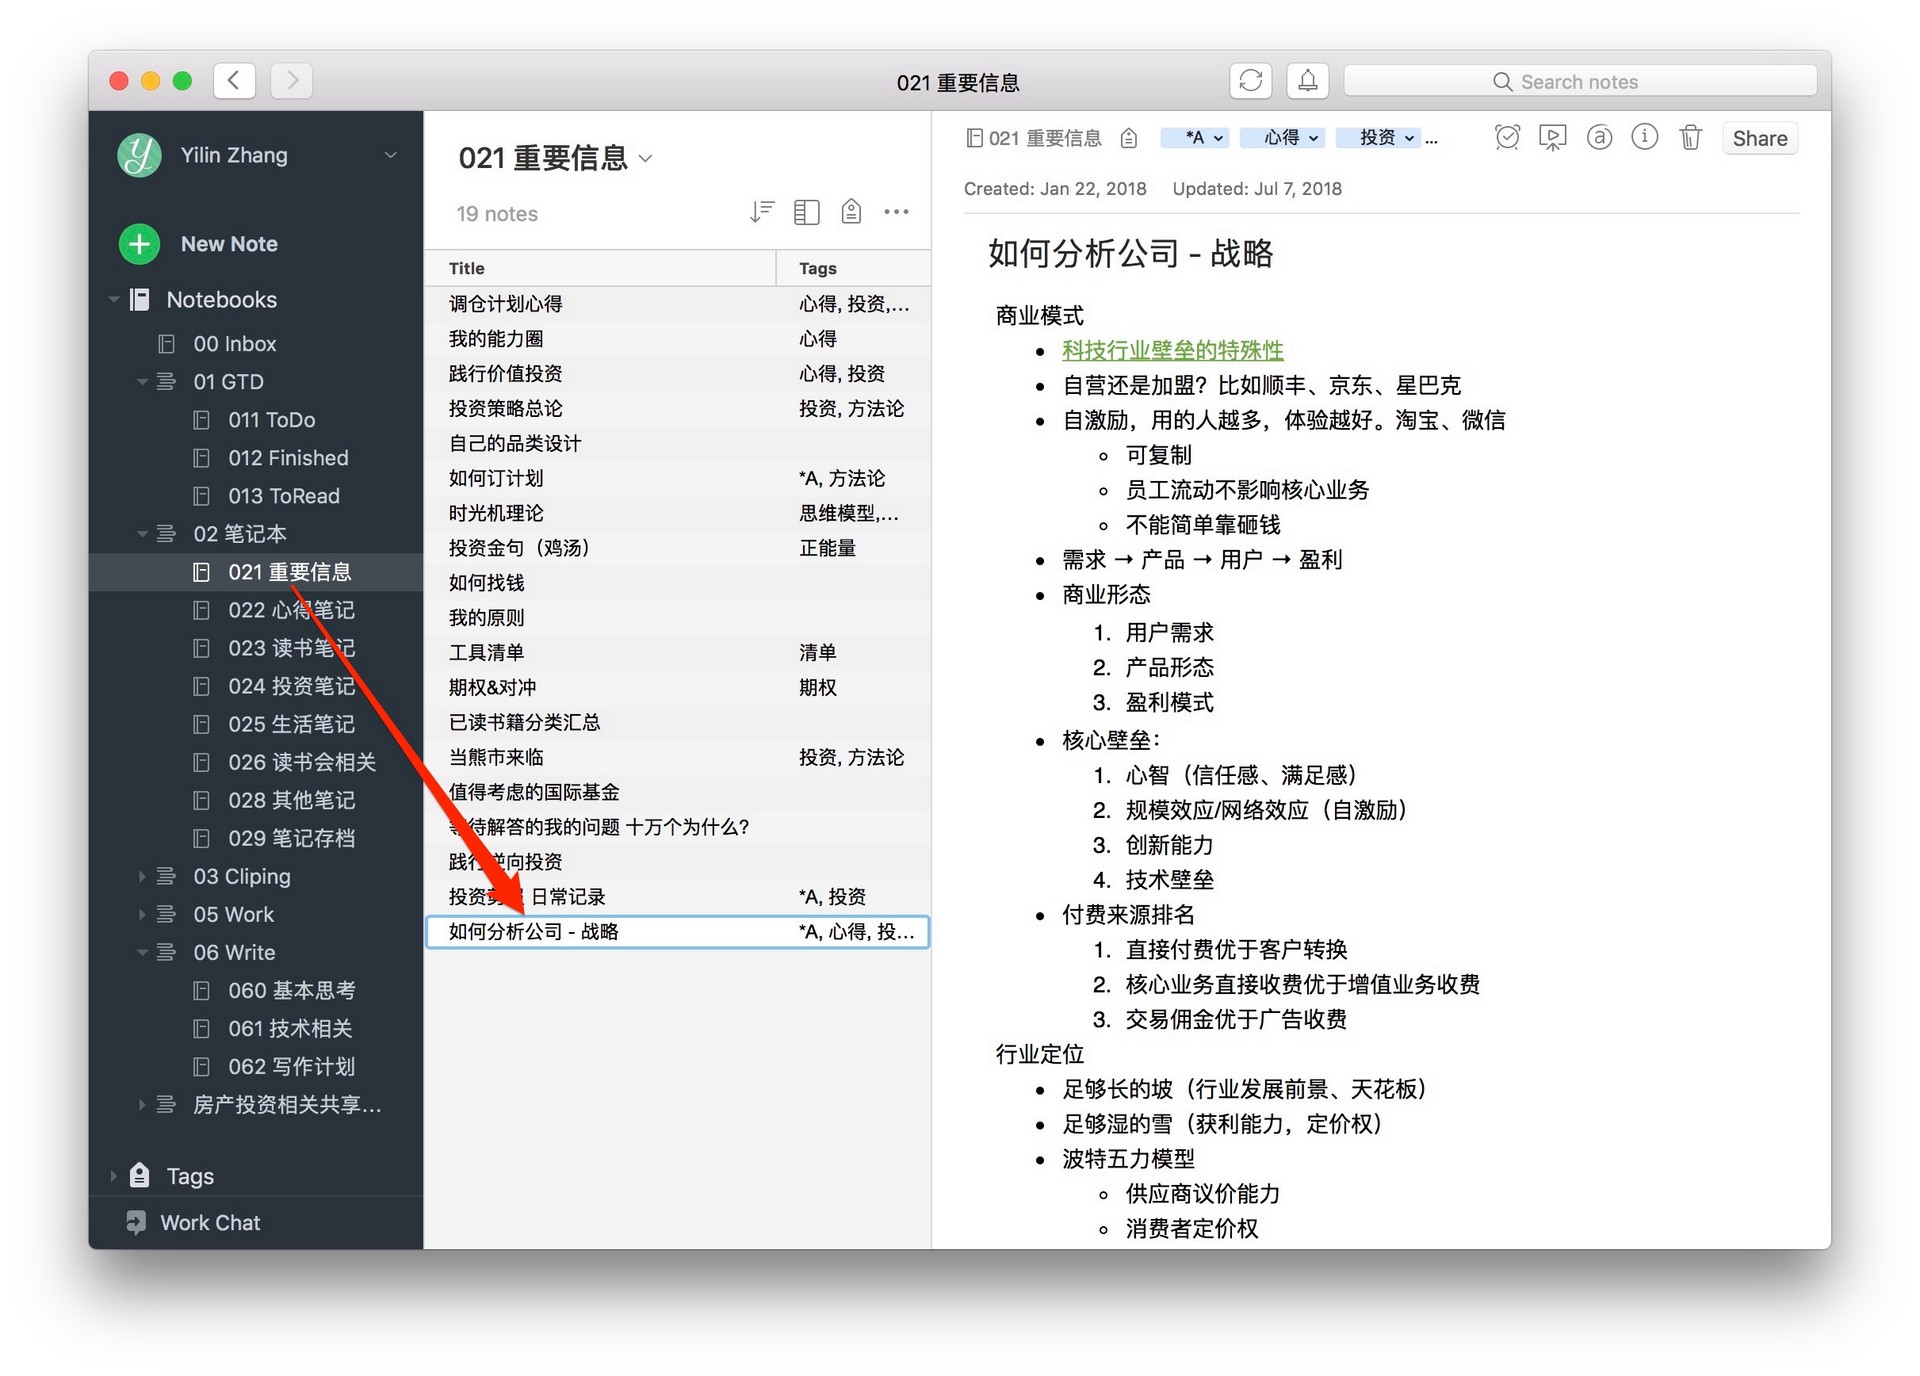 021 重要信息
Search notes
Yilin Zhang
New Note
Notebooks
00 Inbox
01 GTD
011 ToDo
012 Finished
013 ToRead
02 笔记本
021 重要信息
022 心得笔记
023 读书笔记
024 投资笔记
025 生活笔记
026 读书会相关
028 其他笔记
029 笔记存档
03 Cliping
05 Work
06 Write
060 基本思考
061 技术相关
062 写作计划
房产投资相关共享...
Tags
Work Chat
021 重要信息
19 notes
Title Tags
调仓计划心得 心得, 投资,...
我的能力圈 心得
践行价值投资 心得, 投资
投资策略总论 投资, 方法论
自己的品类设计
如何订计划 *A, 方法论
时光机理论 思维模型,...
投资金句（鸡汤） 正能量
如何找钱
我的原则
工具清单 清单
期权&对冲 期权
已读书籍分类汇总
当熊市来临 投资, 方法论
值得考虑的国际基金
待解答的我的问题 十万个为什么?
践行逆向投资
投资 日常记录 *A, 投资
如何分析公司 - 战略 *A, 心得, 投...
021 重要信息 *A 心得 投资 ... Share
Created: Jan 22, 2018 Updated: Jul 7, 2018
如何分析公司 - 战略
商业模式
• 科技行业壁垒的特殊性
• 自营还是加盟？比如顺丰、京东、星巴克
• 自激励，用的人越多，体验越好。淘宝、微信
◦ 可复制
◦ 员工流动不影响核心业务
◦ 不能简单靠砸钱
• 需求 → 产品 → 用户 → 盈利
• 商业形态
1. 用户需求
2. 产品形态
3. 盈利模式
• 核心壁垒：
1. 心智（信任感、满足感）
2. 规模效应/网络效应（自激励）
3. 创新能力
4. 技术壁垒
• 付费来源排名
1. 直接付费优于客户转换
2. 核心业务直接收费优于增值业务收费
3. 交易佣金优于广告收费
行业定位
• 足够长的坡（行业发展前景、天花板）
• 足够湿的雪（获利能力，定价权）
• 波特五力模型
◦ 供应商议价能力
◦ 消费者定价权